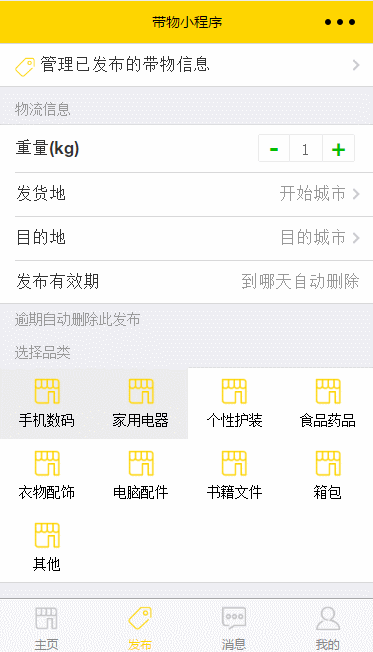 带物小程序
管理已发布的带物信息
物流信息
重量(kg) - 1 +
发货地 开始城市
目的地 目的城市
发布有效期 到哪天自动删除
逾期自动删除此发布
选择品类
手机数码 家用电器 个性护装 食品药品
衣物配饰 电脑配件 书籍文件 箱包
其他
主页 发布 消息 我的